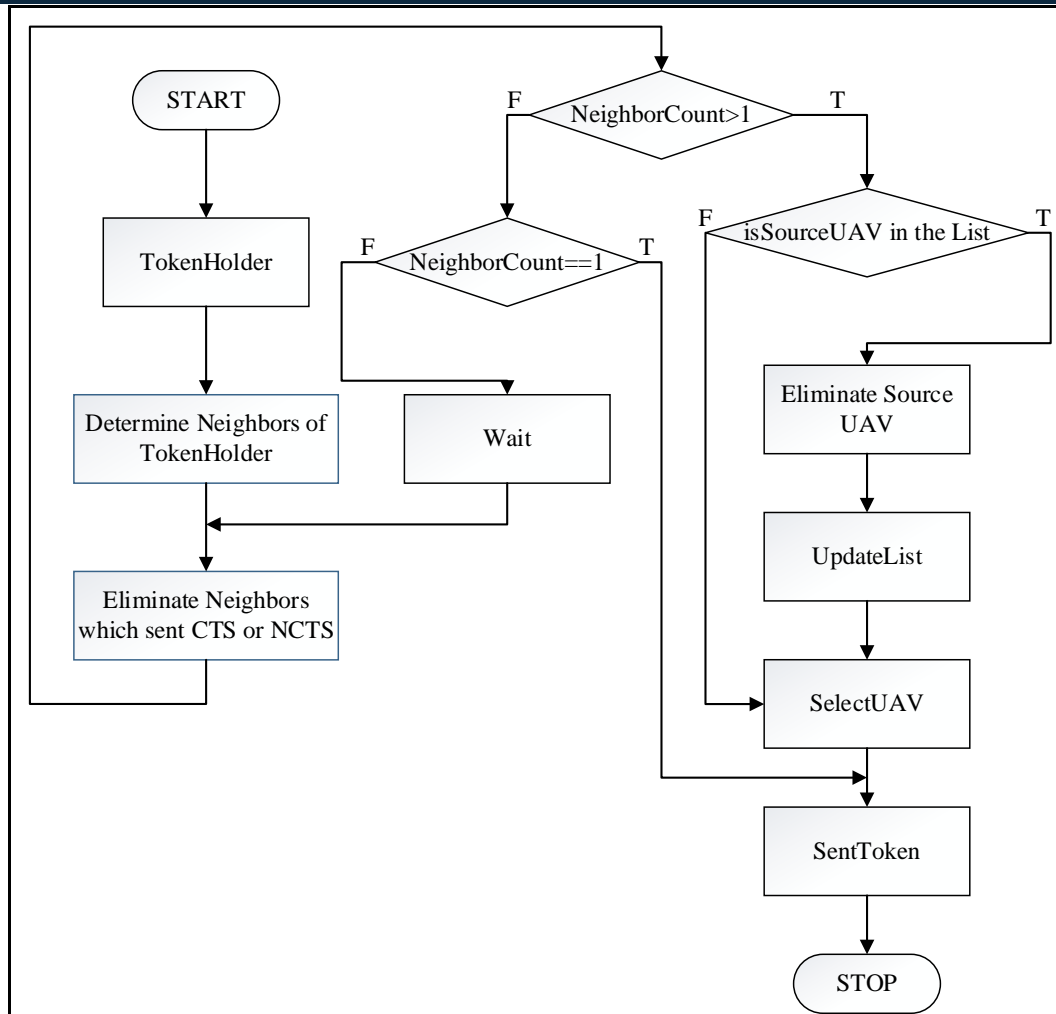 START
TokenHolder
Determine Neighbors of
TokenHolder
Eliminate Neighbors
which sent CTS or NCTS
F
NeighborCount>1
T
F
NeighborCount==1
T
Wait
F
isSourceUAV in the List
T
Eliminate Source
UAV
UpdateList
SelectUAV
SentToken
STOP